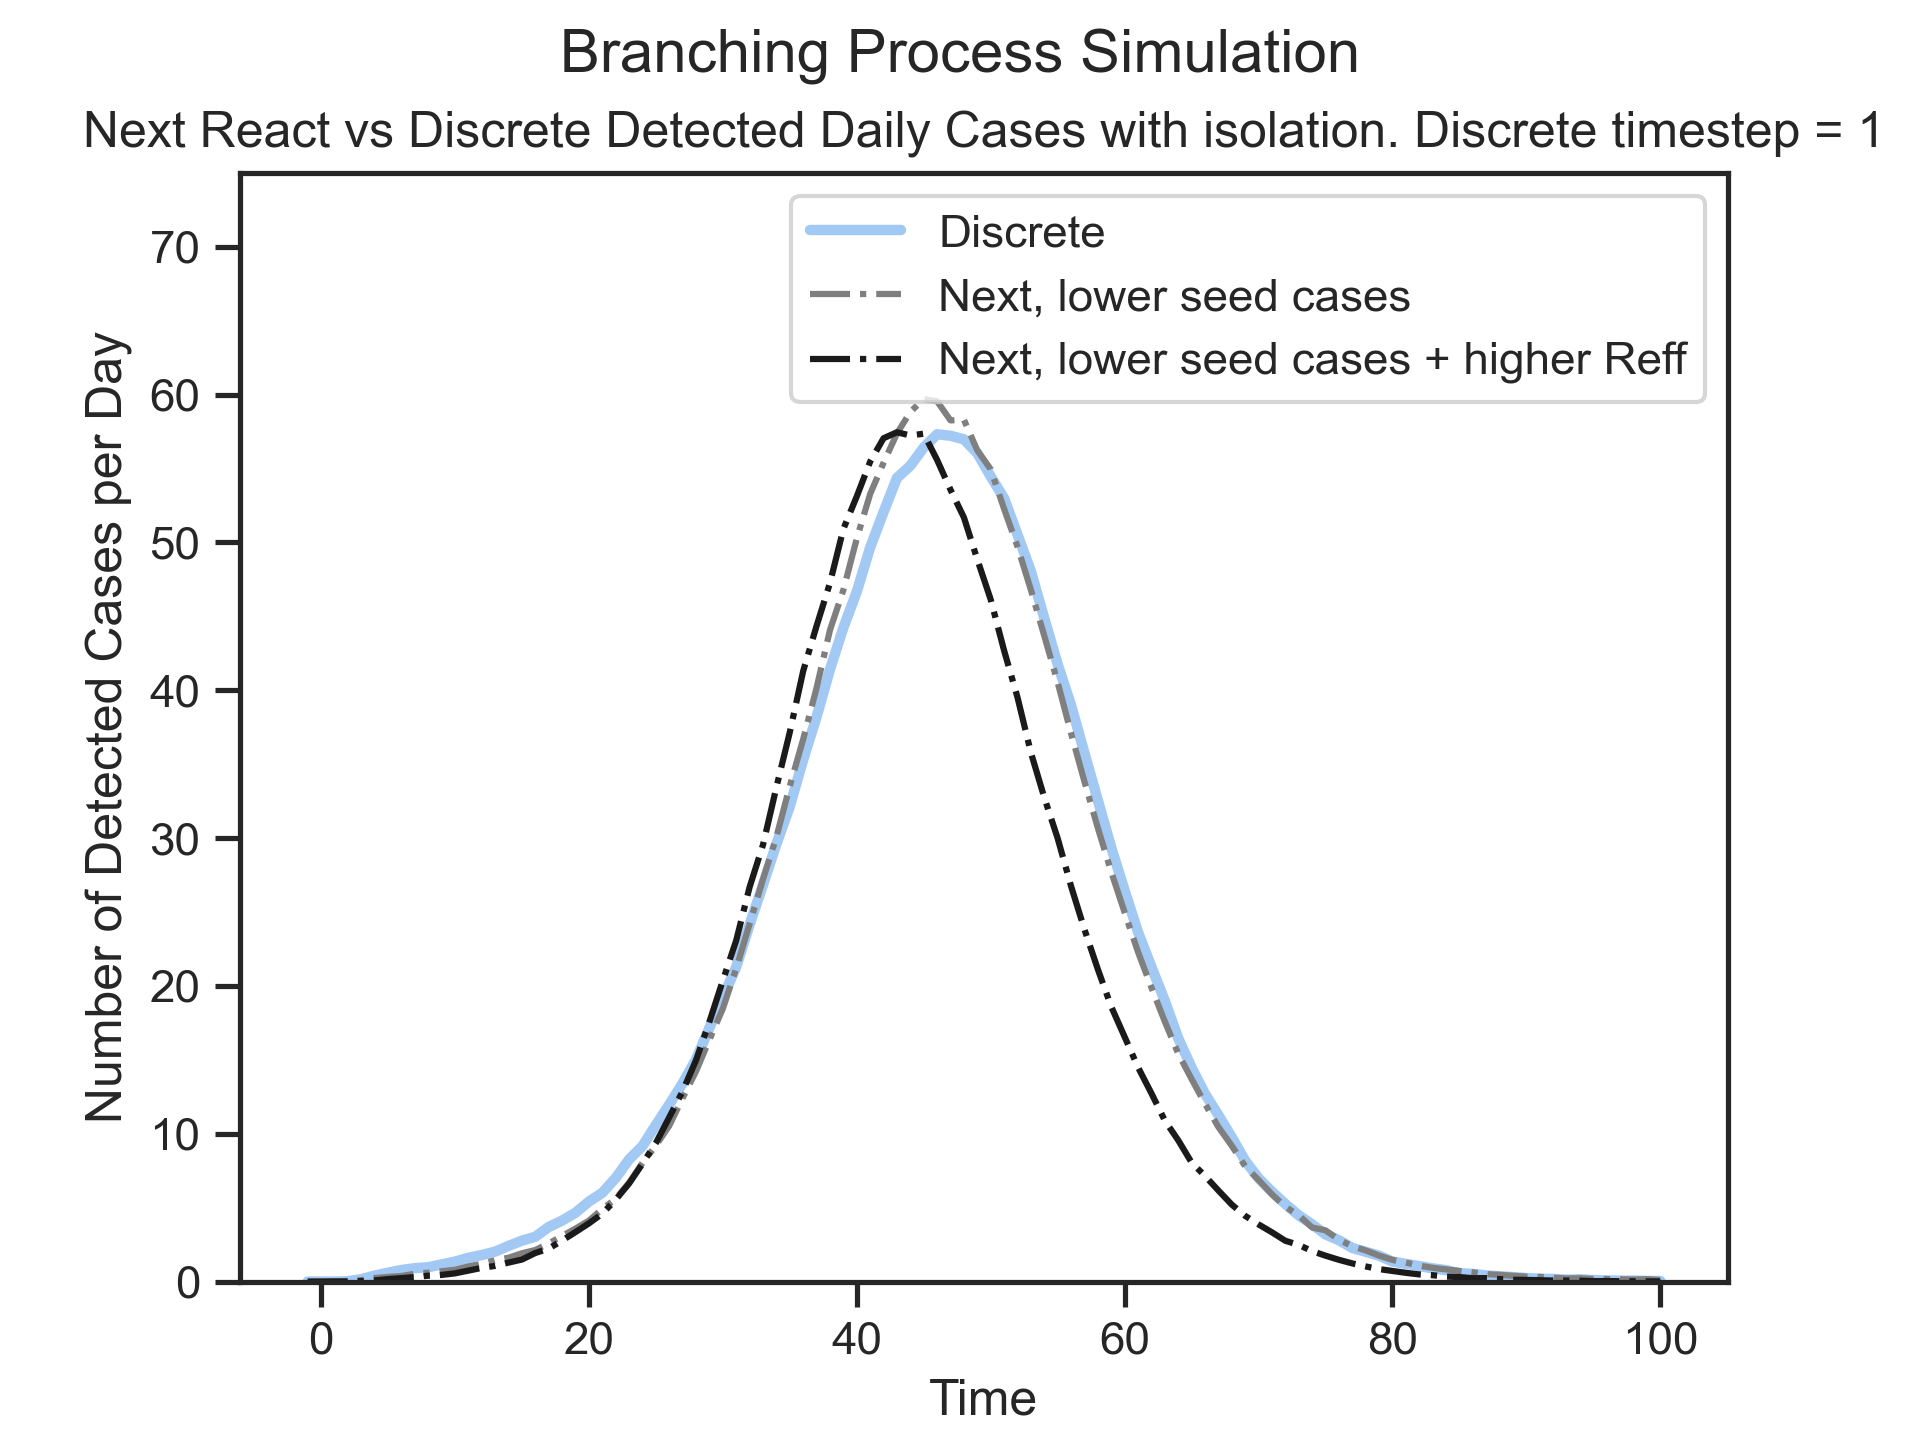 Branching Process Simulation
Next React vs Discrete Detected Daily Cases with isolation. Discrete timestep = 1
Discrete
Next, lower seed cases
Next, lower seed cases + higher Reff
Number of Detected Cases per Day
70
60
50
40
30
20
10
0
0 20 40 60 80 100
Time